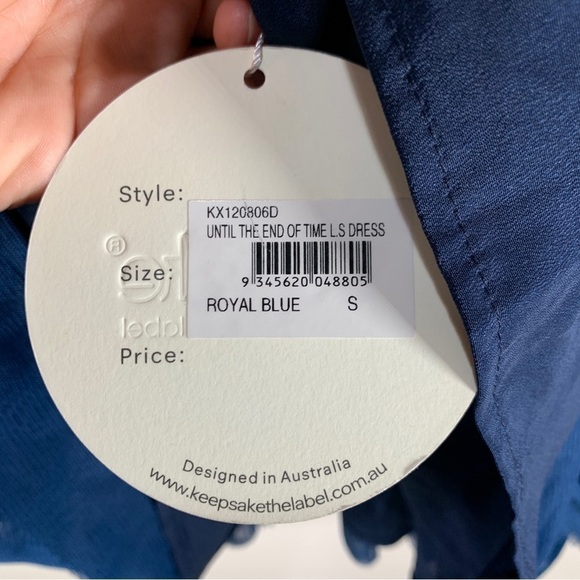 Style:
KX120806D
UNTIL THE END OF TIME L.S DRESS
Size:
9 345620 048805
ROYAL BLUE S
Price:
Designed in Australia
www.keepsakethelabel.com.au